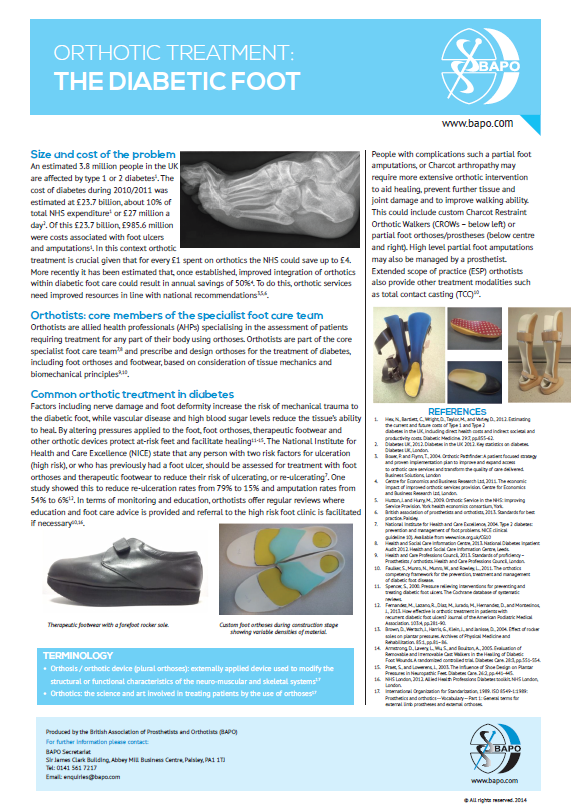 ORTHOTIC TREATMENT:
THE DIABETIC FOOT
BAPO
www.bapo.com
Size and cost of the problem
An estimated 3.8 million people in the UK
are affected by type 1 or 2 diabetes¹. The
cost of diabetes during 2010/2011 was
estimated at £23.7 billion, about 10% of
total NHS expenditure¹ or £27 million a
day². Of this £23.7 billion, £985.6 million
were costs associated with foot ulcers
and amputations¹. In this context orthotic
treatment is crucial given that for every £1 spent on orthotics the NHS could save up to £4.
More recently it has been estimated that, once established, improved integration of orthotics
within diabetic foot care could result in annual savings of 50%⁴. To do this, orthotic services
need improved resources in line with national recommendations³,⁵,⁶.
Orthotists: core members of the specialist foot care team
Orthotists are allied health professionals (AHPs) specialising in the assessment of patients
requiring treatment for any part of their body using orthoses. Orthotists are part of the core
specialist foot care team⁷,⁸ and prescribe and design orthoses for the treatment of diabetes,
including foot orthoses and footwear, based on consideration of tissue mechanics and
biomechanical principles⁹,¹⁰.
Common orthotic treatment in diabetes
Factors including nerve damage and foot deformity increase the risk of mechanical trauma to
the diabetic foot, while vascular disease and high blood sugar levels reduce the tissue's ability
to heal. By altering pressures applied to the foot, foot orthoses, therapeutic footwear and
other orthotic devices protect at-risk feet and facilitate healing¹¹⁻¹⁵. The National Institute for
Health and Care Excellence (NICE) state that any person with two risk factors for ulceration
(high risk), or who has previously had a foot ulcer, should be assessed for treatment with foot
orthoses and therapeutic footwear to reduce their risk of ulcerating, or re-ulcerating⁷. One
study showed this to reduce re-ulceration rates from 79% to 15% and amputation rates from
54% to 6%¹². In terms of monitoring and education, orthotists offer regular reviews where
education and foot care advice is provided and referral to the high risk foot clinic is facilitated
if necessary¹⁰,¹⁶.
Therapeutic footwear with a forefoot rocker sole.
Custom foot orthoses during construction stage
showing variable densities of material.
TERMINOLOGY
• Orthosis / orthotic device (plural orthoses): externally applied device used to modify the
structural or functional characteristics of the neuro-muscular and skeletal systems¹⁷
• Orthotics: the science and art involved in treating patients by the use of orthoses¹⁷
People with complications such a partial foot
amputations, or Charcot arthropathy may
require more extensive orthotic intervention
to aid healing, prevent further tissue and
joint damage and to improve walking ability.
This could include custom Charcot Restraint
Orthotic Walkers (CROWs – below left) or
partial foot orthoses/prostheses (below centre
and right). High level partial foot amputations
may also be managed by a prosthetist.
Extended scope of practice (ESP) orthotists
also provide other treatment modalities such
as total contact casting (TCC)¹⁰.
REFERENCES
1. Hex, N., Bartlett, C., Wright, D., Taylor, M., and Varley, D., 2012. Estimating
the current and future costs of Type 1 and Type 2
diabetes in the UK, including direct health costs and indirect societal and
productivity costs. Diabetic Medicine. 29:7, pp.855-62.
2. Diabetes UK, 2012. Diabetes in the UK 2012. Key statistics on diabetes.
Diabetes UK, London.
3. Boxer, P. and Flynn, T., 2004. Orthotic Pathfinder: A patient focused strategy
and proven implementation plan to improve and expand access
to orthotic care services and transform the quality of care delivered.
Business Solutions, London
4. Centre for Economics and Business Research Ltd, 2011. The economic
impact of improved orthotic services provision. Centre for Economics
and Business Research Ltd, London.
5. Hutton, J. and Hurry, M., 2009. Orthotic Service in the NHS: Improving
Service Provision. York health economics consortium, York.
6. British association of prosthetists and orthotists, 2013. Standards for best
practice. Paisley.
7. National Institute for Health and Care Excellence, 2004. Type 2 diabetes:
prevention and management of foot problems. NICE clinical
guideline 10). Available from www.nice.org.uk/CG10
8. Health and Social Care Information Centre, 2013. National Diabetes Inpatient
Audit 2012. Health and Social Care Information Centre, Leeds.
9. Health and Care Professions Council, 2013. Standards of proficiency –
Prosthetists / orthotists. Health and Care Professions Council, London.
10. Faulker, S., Munro, N., Munro, W., and Rowley, L., 2011. The orthotics
competency framework for the prevention, treatment and management
of diabetic foot disease.
11. Spencer, S., 2000. Pressure relieving interventions for preventing and
treating diabetic foot ulcers. The Cochrane database of systematic
reviews.
12. Fernandez, M., Lozano, R., Diaz, M., Jurado, M., Hernandez, D., and Montesinos,
J., 2013. How effective is orthotic treatment in patients with
recurrent diabetic foot ulcers? Journal of the American Podiatric Medical
Association. 103:4, pp.281-90.
13. Brown, D., Wertsch, J., Harris, G., Klein, J., and Janisse, D., 2004. Effect of rocker
soles on plantar pressures. Archives of Physical Medicine and
Rehabilitation. 85:1, pp.81–86.
14. Armstrong, D., Lavery, L., Wu, S., and Boulton, A., 2005. Evaluation of
Removable and Irremovable Cast Walkers in the Healing of Diabetic
Foot Wounds. A randomized controlled trial. Diabetes Care. 28:3, pp.551-554.
15. Praet, S., and Louwerens, J., 2003. The Influence of Shoe Design on Plantar
Pressures in Neuropathic Feet. Diabetes Care. 26:2, pp.441-445.
16. NHS London, 2012. Allied Health Professions Diabetes toolkit. NHS London,
London.
17. International Organization for Standardization, 1989. ISO 8549-1:1989:
Prosthetics and orthotics — Vocabulary — Part 1: General terms for
external limb prostheses and external orthoses.
Produced by the British Association of Prosthetists and Orthotists (BAPO)
For further information please contact:
BAPO Secretariat
Sir James Clark Building, Abbey Mill Business Centre, Paisley, PA1 1TJ
Tel: 0141 561 7217
Email: enquiries@bapo.com
BAPO
www.bapo.com
© All rights reserved. 2014